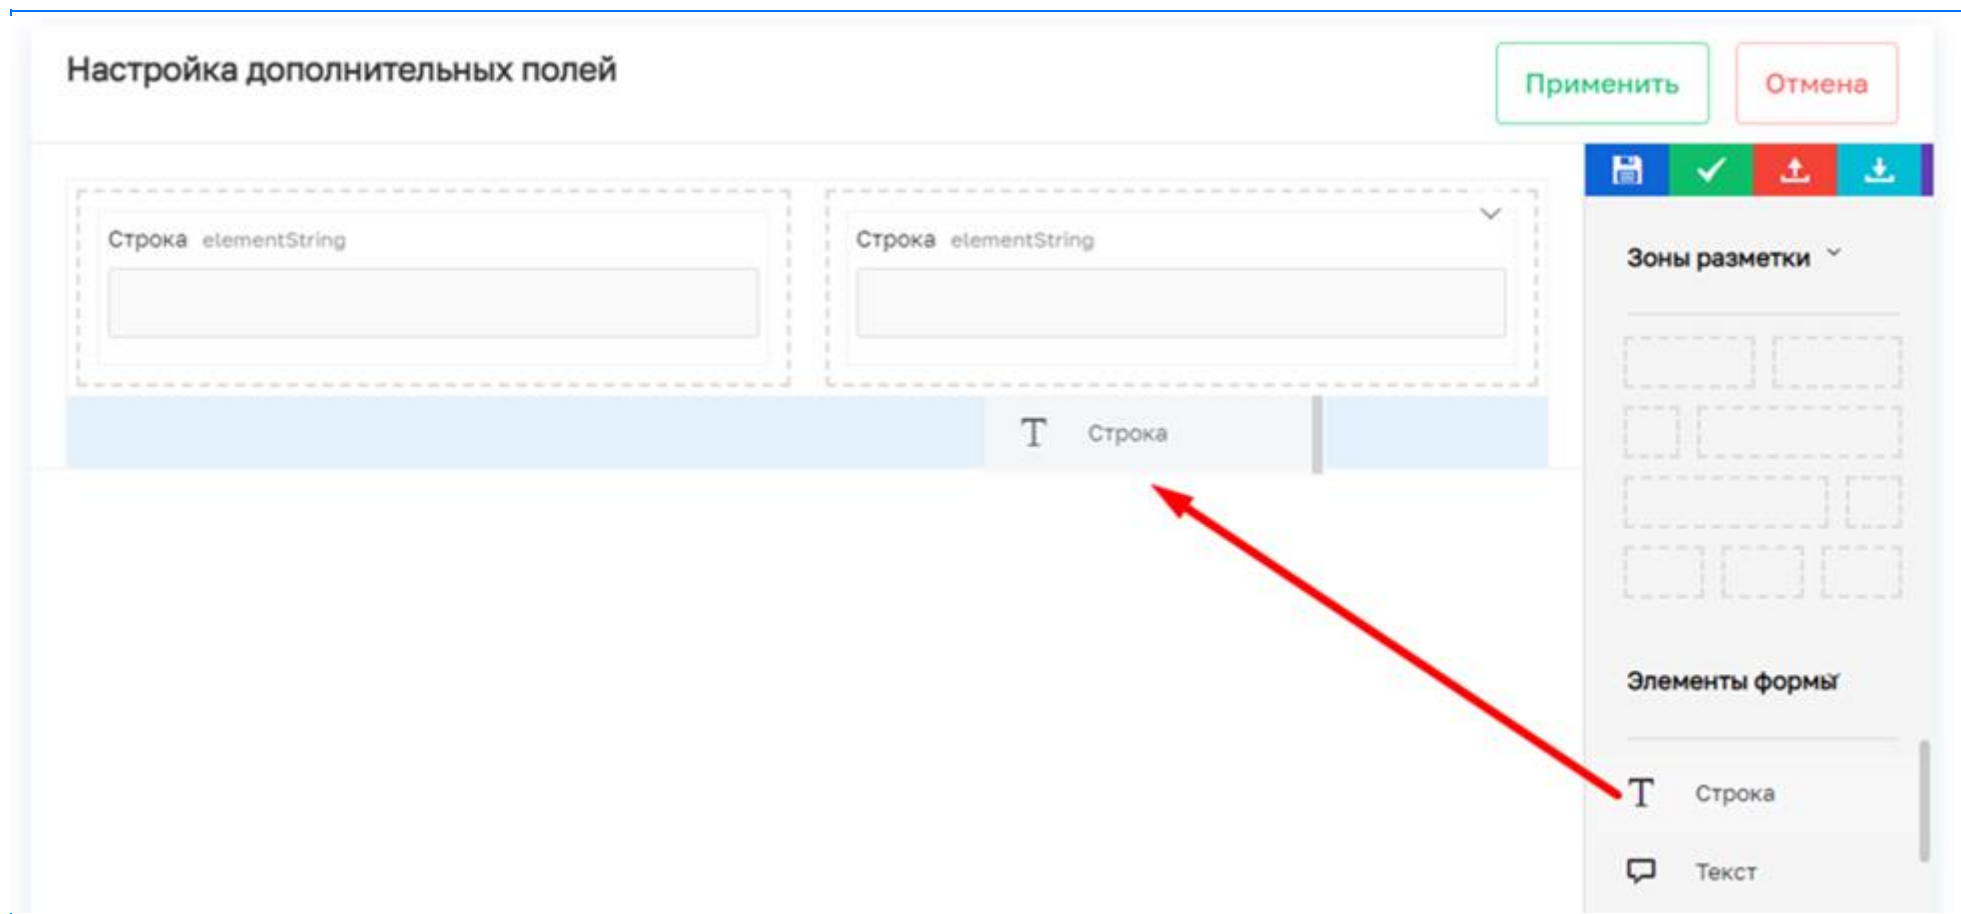 Настройка дополнительных полей
Применить
Отмена
Строка elementString
Строка elementString
Зоны разметки
T Строка
Элементы формы
T Строка
Текст